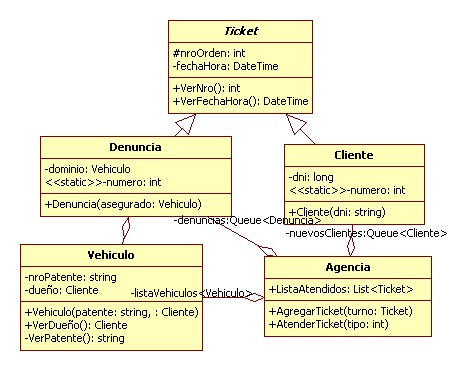 Ticket
#nroOrden: int
-fechaHora: DateTime
+VerNro(): int
+VerFechaHora(): DateTime
Denuncia
-dominio: Vehiculo
<<static>>-numero: int
+Denuncia(asegurado: Vehiculo)
Cliente
-dni: long
<<static>>-numero: int
+Cliente(dni: string)
-denuncias:Queue<Denuncia>
-nuevosClientes:Queue<Cliente>
Vehiculo
-nroPatente: string
-dueño: Cliente
+Vehiculo(patente: string, : Cliente)
+VerDueño(): Cliente
-VerPatente(): string
-listaVehiculos<Vehiculo>
Agencia
+ListaAtendidos: List<Ticket>
+AgregarTicket(turno: Ticket)
+AtenderTicket(tipo: int)